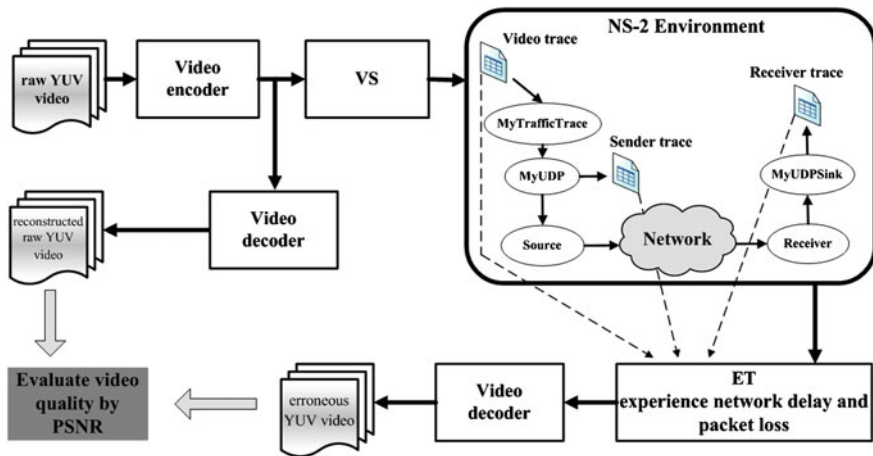 NS-2 Environment
raw YUV
video
Video
encoder
VS
Video trace
Receiver trace
MyTrafficTrace
Sender trace
MyUDP
MyUDPSink
Source
Network
Receiver
Video
decoder
reconstructed
raw YUV
video
Evaluate video
quality by
PSNR
erroneous
YUV video
Video
decoder
ET
experience network delay and
packet loss